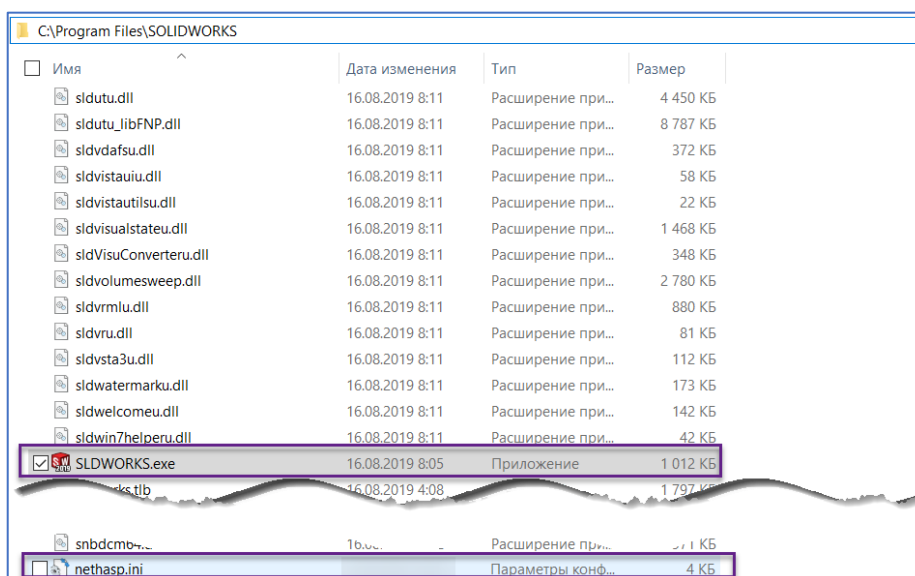 C:\Program Files\SOLIDWORKS
Имя Дата изменения Тип Размер
sldutu.dll 16.08.2019 8:11 Расширение при... 4 450 КБ
sldutu_libFNP.dll 16.08.2019 8:11 Расширение при... 8 787 КБ
sldvdafsu.dll 16.08.2019 8:11 Расширение при... 372 КБ
sldvistauiu.dll 16.08.2019 8:11 Расширение при... 58 КБ
sldvistautilsu.dll 16.08.2019 8:11 Расширение при... 22 КБ
sldvisualstateu.dll 16.08.2019 8:11 Расширение при... 1 468 КБ
sldVisuConverteru.dll 16.08.2019 8:11 Расширение при... 348 КБ
sldvolumesweep.dll 16.08.2019 8:11 Расширение при... 2 780 КБ
sldvrmlu.dll 16.08.2019 8:11 Расширение при... 880 КБ
sldvru.dll 16.08.2019 8:11 Расширение при... 81 КБ
sldvsta3u.dll 16.08.2019 8:11 Расширение при... 112 КБ
sldwatermarku.dll 16.08.2019 8:11 Расширение при... 173 КБ
sldwelcomeu.dll 16.08.2019 8:11 Расширение при... 142 КБ
sldwin7helperu.dll 16.08.2019 8:11 Расширение при... 42 КБ
SLDWORKS.exe 16.08.2019 8:05 Приложение 1 012 КБ
16.08.2019 4:08 1 797 КБ
Расширение при... КБ
nethasp.ini Параметры конф... 4 КБ